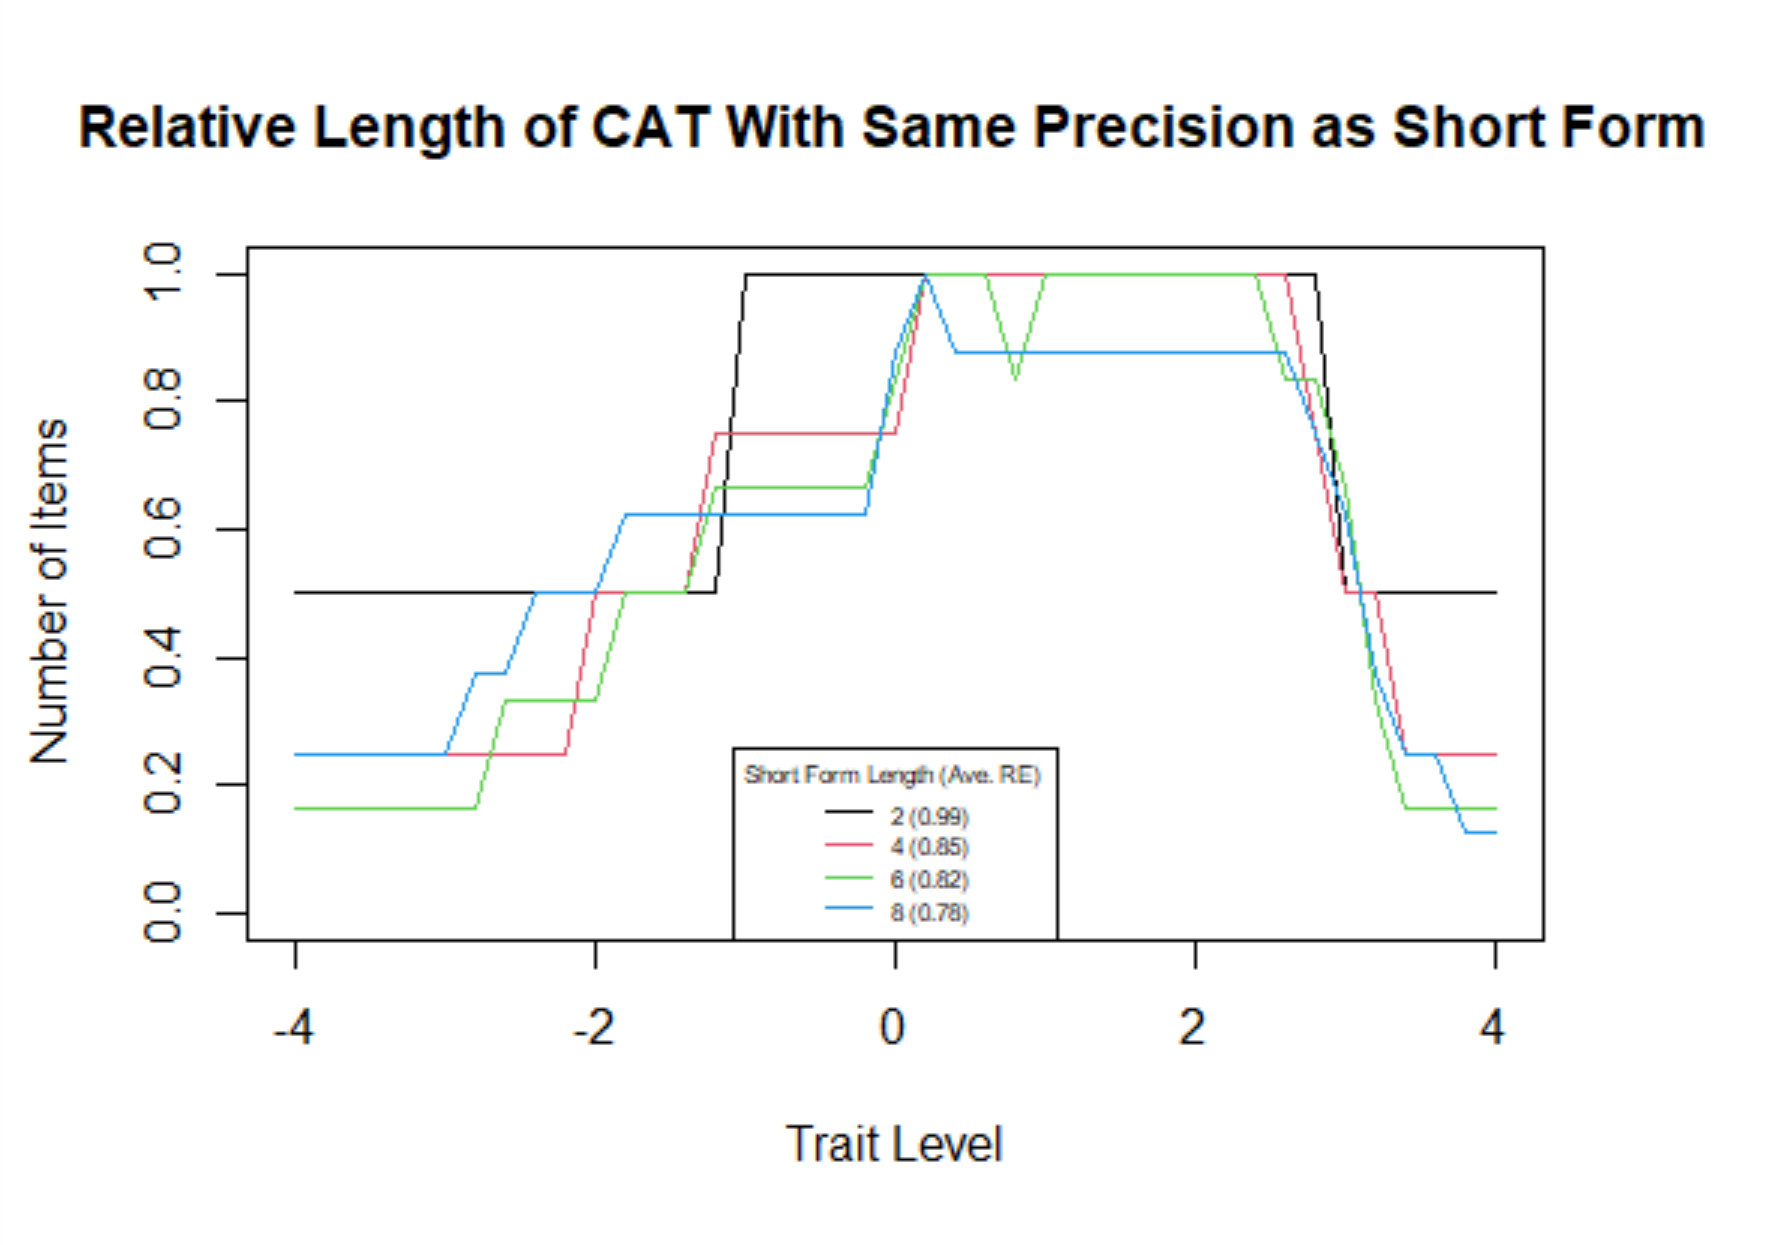 Relative Length of CAT With Same Precision as Short Form
Number of Items
1.0
0.8
0.6
0.4
0.2
0.0
Short Form Length (Ave. RE)
2 (0.99)
4 (0.85)
6 (0.82)
8 (0.78)
-4 -2 0 2 4
Trait Level